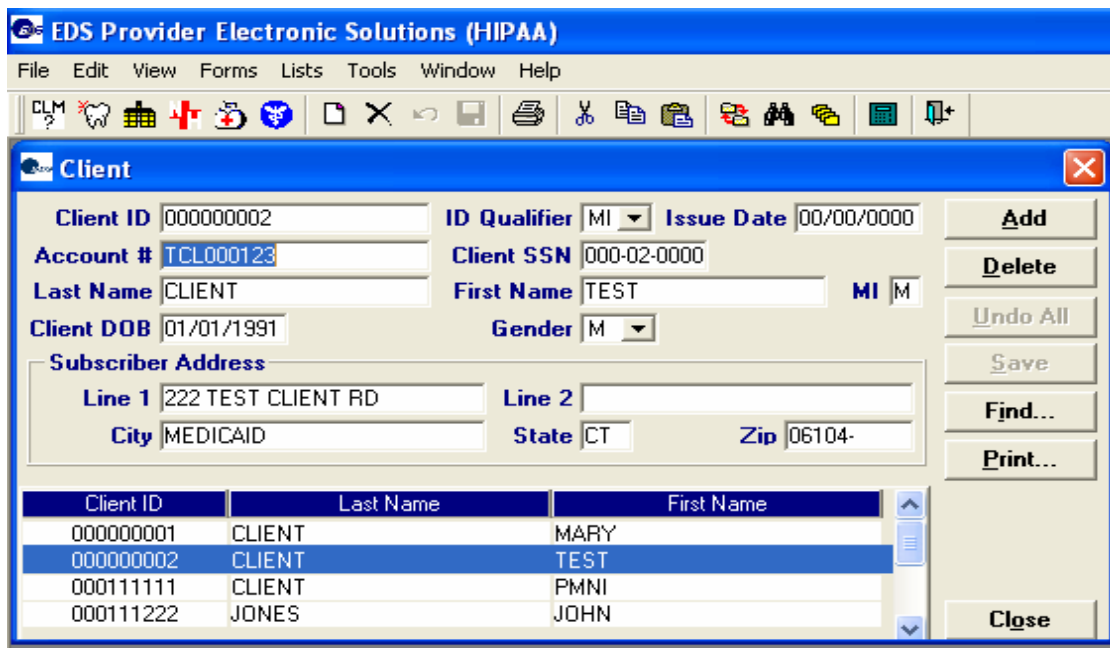 EDS Provider Electronic Solutions (HIPAA)
File Edit View Forms Lists Tools Window Help
CLM ?
Client
Client ID 000000002 ID Qualifier MI Issue Date 00/00/0000 Add
Account # TCL000123 Client SSN 000-02-0000 Delete
Last Name CLIENT First Name TEST MI M
Client DOB 01/01/1991 Gender M Undo All
Subscriber Address Save
Line 1 222 TEST CLIENT RD Line 2 Find...
City MEDICAID State CT Zip 06104- Print...
Client ID Last Name First Name
000000001 CLIENT MARY
000000002 CLIENT TEST
000111111 CLIENT PMNI
000111222 JONES JOHN
Close